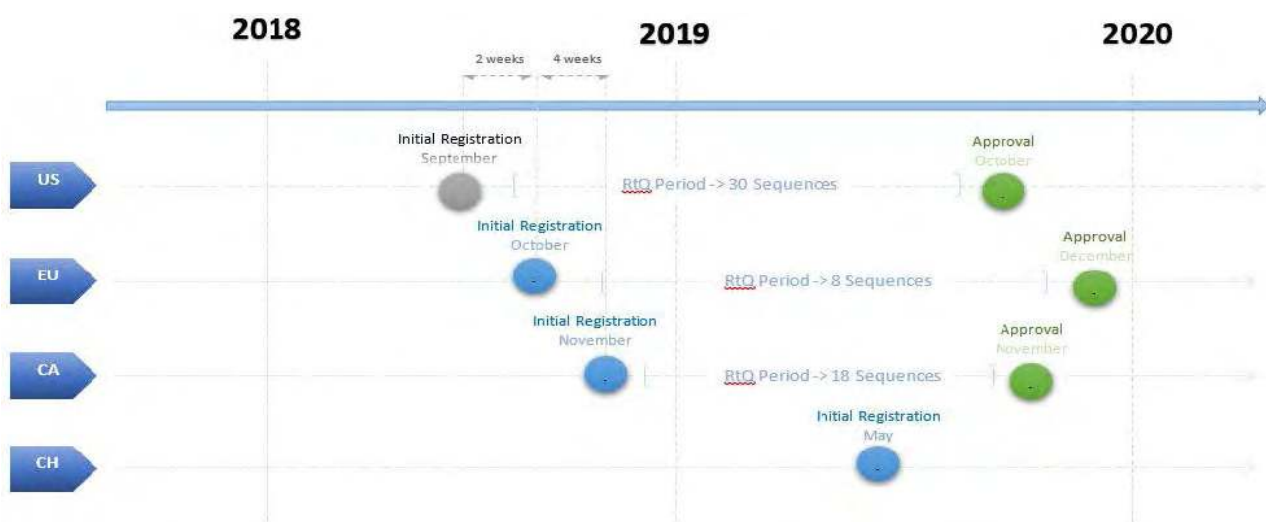 2018
2019
2020
2 weeks
4 weeks
US
Initial Registration
September
RtQ Period -> 30 Sequences
Approval
October
EU
Initial Registration
October
RtQ Period -> 8 Sequences
Approval
December
CA
Initial Registration
November
RtQ Period -> 18 Sequences
Approval
November
CH
Initial Registration
May